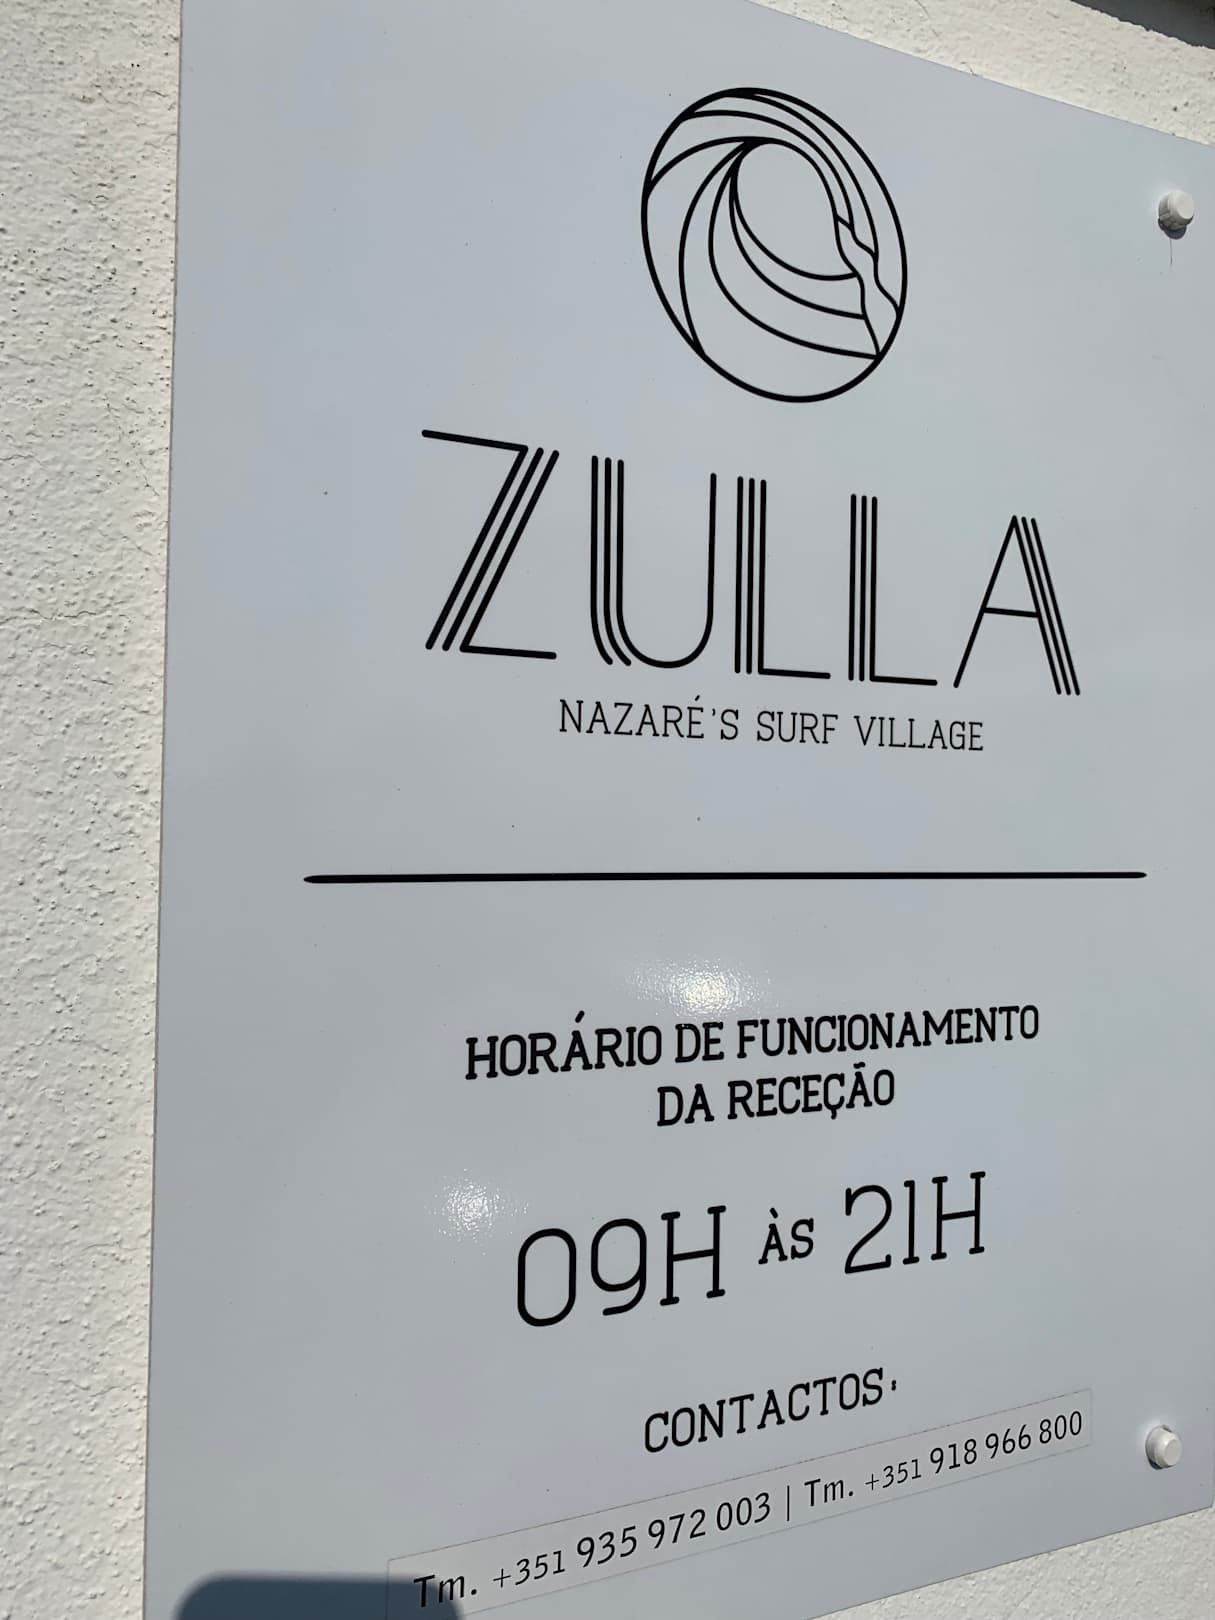 ZULLA
NAZARÉ'S SURF VILLAGE
HORÁRIO DE FUNCIONAMENTO
DA RECEÇÃO
09H ÀS 21H
CONTACTOS:
Tm. +351 935 972 003 | Tm. +351 918 966 800